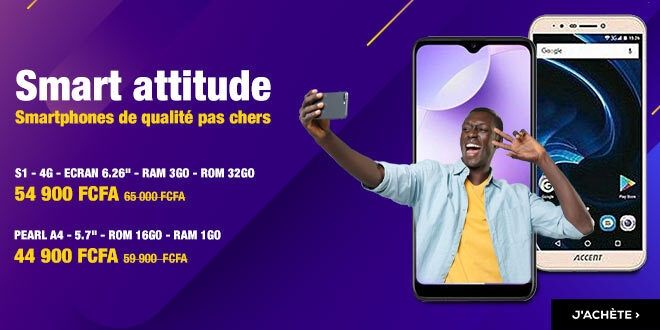 Smart attitude
Smartphones de qualité pas chers
S1 - 4G - ECRAN 6.26" - RAM 3GO - ROM 32GO
54 900 FCFA 65 000 FCFA
PEARL A4 - 5.7" - ROM 16GO - RAM 1GO
44 900 FCFA 59 900 FCFA
Google
Play Store
ACCENT
J'ACHÈTE ›